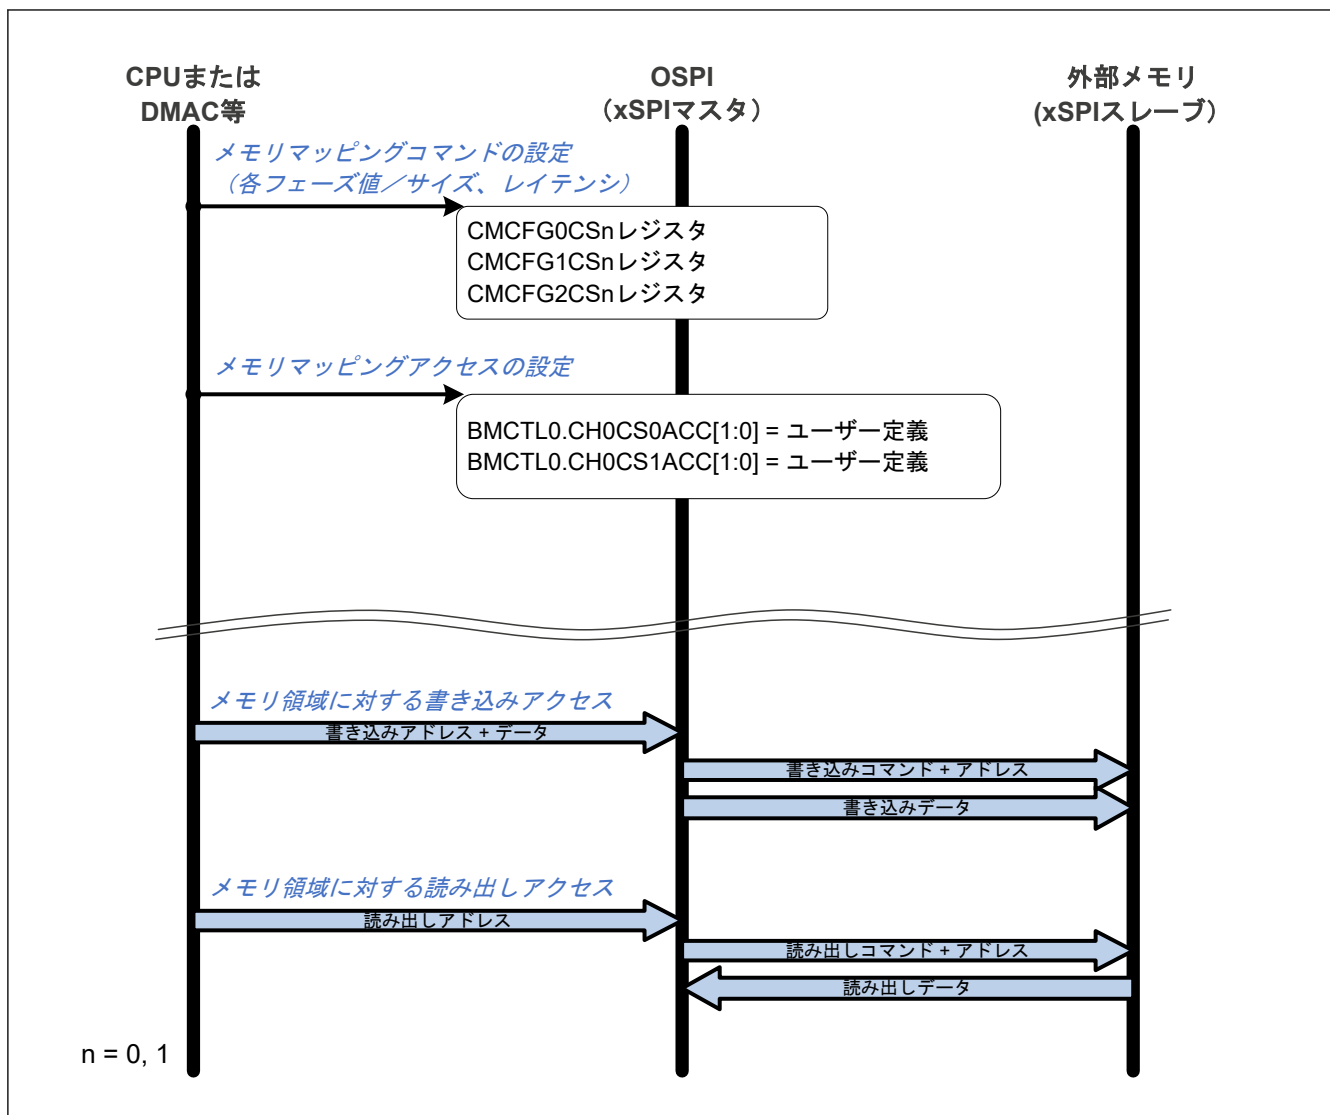 CPUまたは
DMAC等
OSPI
（xSPIマスタ）
外部メモリ
(xSPIスレーブ）
メモリマッピングコマンドの設定
（各フェーズ値／サイズ、レイテンシ）
CMCFG0CSnレジスタ
CMCFG1CSnレジスタ
CMCFG2CSnレジスタ
メモリマッピングアクセスの設定
BMCTL0.CH0CS0ACC[1:0] = ユーザー定義
BMCTL0.CH0CS1ACC[1:0] = ユーザー定義
メモリ領域に対する書き込みアクセス
書き込みアドレス + データ
書き込みコマンド + アドレス
書き込みデータ
メモリ領域に対する読み出しアクセス
読み出しアドレス
読み出しコマンド + アドレス
読み出しデータ
n = 0, 1